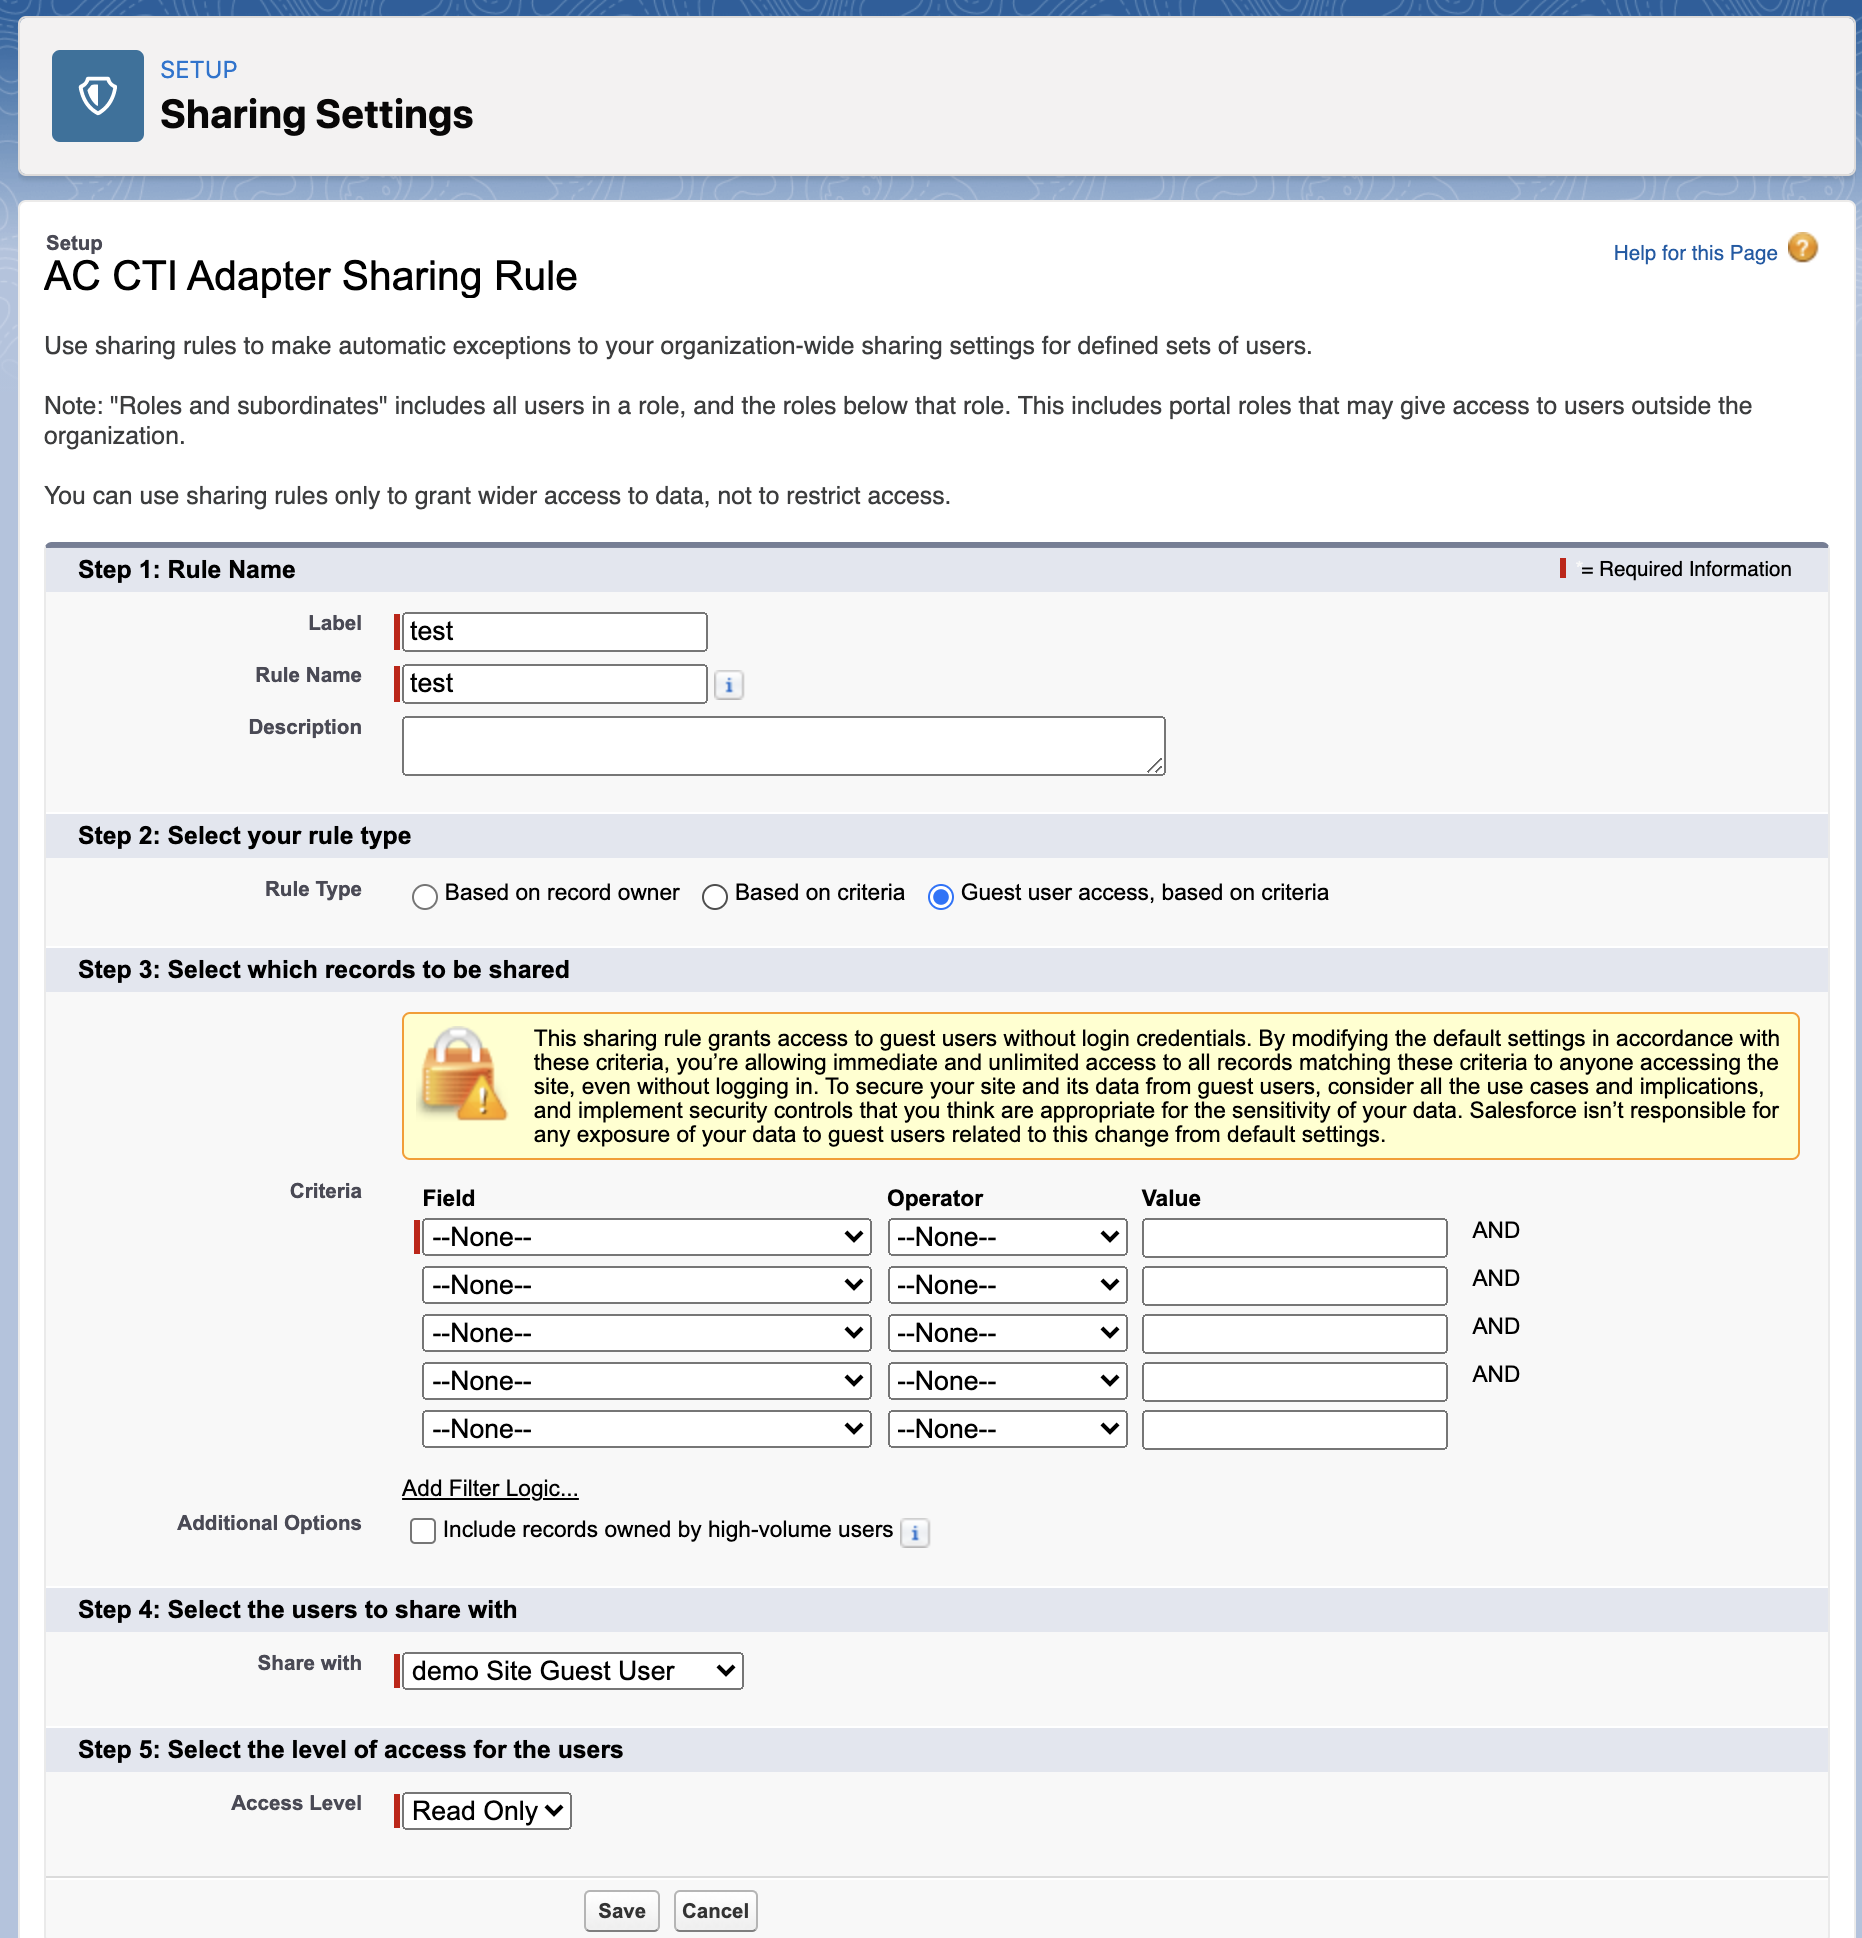 SETUP
Sharing Settings
Setup
AC CTI Adapter Sharing Rule
Help for this Page ?
Use sharing rules to make automatic exceptions to your organization-wide sharing settings for defined sets of users.
Note: "Roles and subordinates" includes all users in a role, and the roles below that role. This includes portal roles that may give access to users outside the
organization.
You can use sharing rules only to grant wider access to data, not to restrict access.
Step 1: Rule Name
= Required Information
Label
test
Rule Name
test
i
Description
Step 2: Select your rule type
Rule Type
Based on record owner
Based on criteria
Guest user access, based on criteria
Step 3: Select which records to be shared
This sharing rule grants access to guest users without login credentials. By modifying the default settings in accordance with
these criteria, you’re allowing immediate and unlimited access to all records matching these criteria to anyone accessing the
site, even without logging in. To secure your site and its data from guest users, consider all the use cases and implications,
and implement security controls that you think are appropriate for the sensitivity of your data. Salesforce isn’t responsible for
any exposure of your data to guest users related to this change from default settings.
Criteria
Field Operator Value
--None-- --None-- AND
--None-- --None-- AND
--None-- --None-- AND
--None-- --None-- AND
--None-- --None--
Add Filter Logic...
Additional Options
Include records owned by high-volume users
i
Step 4: Select the users to share with
Share with
demo Site Guest User
Step 5: Select the level of access for the users
Access Level
Read Only
Save Cancel